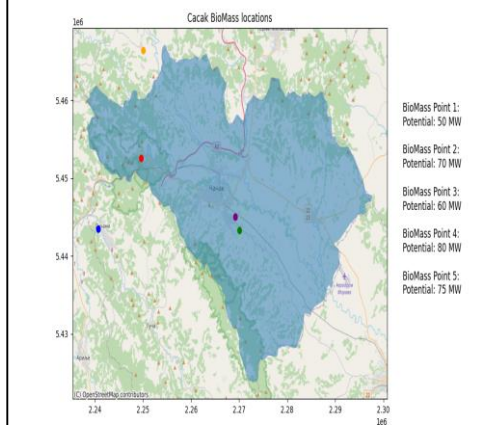 Cacak BioMass locations
1e6
5.46
5.45
5.44
5.43
2.24
2.25
2.26
2.27
2.28
2.29
2.30
1e6
(C) OpenStreetMap contributors
BioMass Point 1:
Potential: 50 MW
BioMass Point 2:
Potential: 70 MW
BioMass Point 3:
Potential: 60 MW
BioMass Point 4:
Potential: 80 MW
BioMass Point 5:
Potential: 75 MW